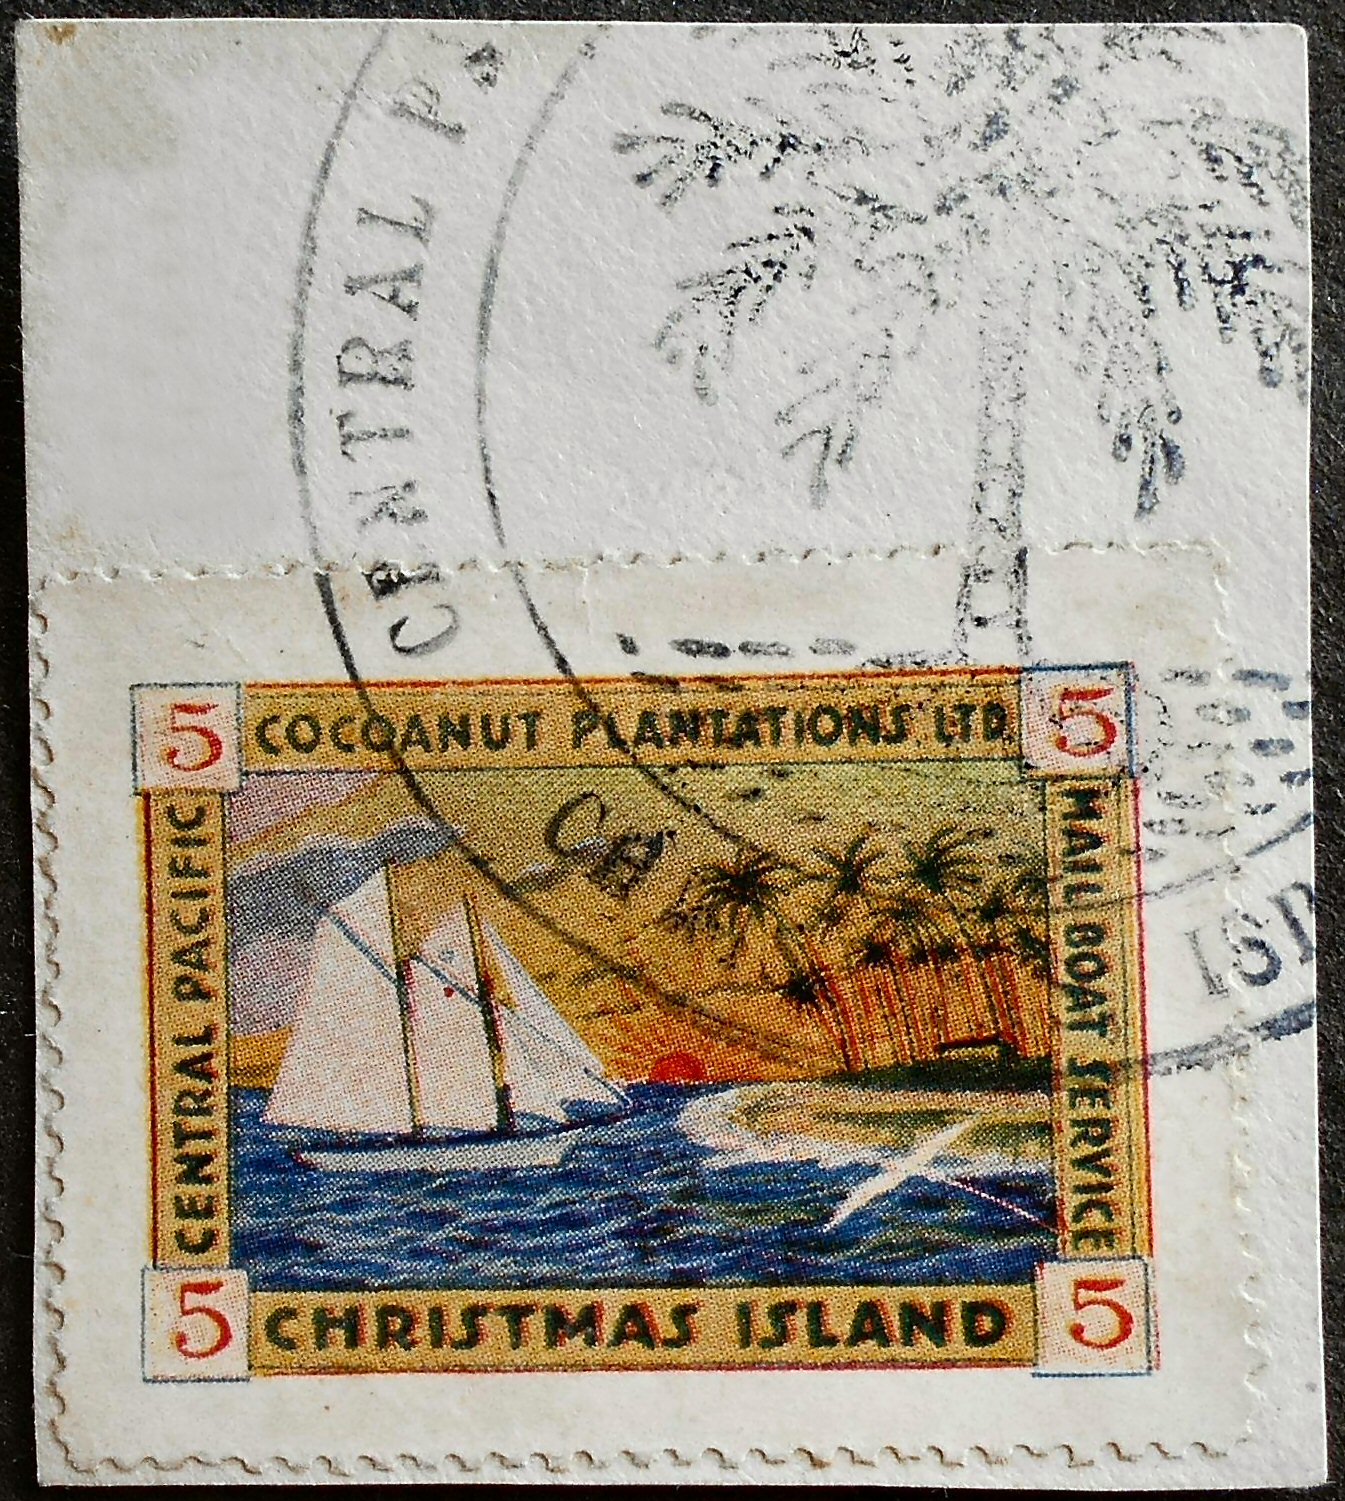 CENTRAL
5 COCOANUT PLANTATIONS LTD 5
CENTRAL PACIFIC
MAIL BOAT SERVICE
5 CHRISTMAS ISLAND 5